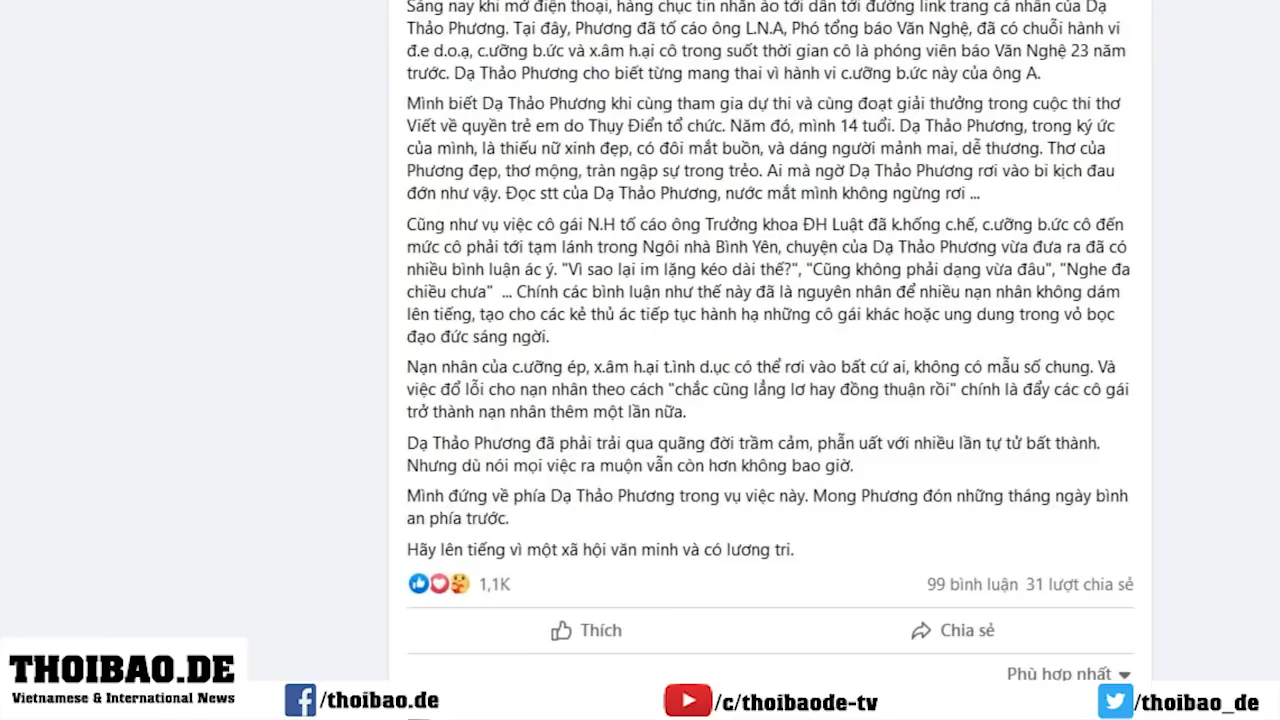 Sáng nay khi mở điện thoại, hàng chục tin nhắn ào tới dẫn tới đường link trang cá nhân của Dạ
Thảo Phương. Tại đây, Phương đã tố cáo ông L.N.A, Phó tổng báo Văn Nghệ, đã có chuỗi hành vi
đ.e d.o.ạ, c.ưỡng b.ức và x.âm h.ại cô trong suốt thời gian cô là phóng viên báo Văn Nghệ 23 năm
trước. Dạ Thảo Phương cho biết từng mang thai vì hành vi c.ưỡng b.ức này của ông A.
Mình biết Dạ Thảo Phương khi cùng tham gia dự thi và cùng đoạt giải thưởng trong cuộc thi thơ
Viết về quyền trẻ em do Thụy Điển tổ chức. Năm đó, mình 14 tuổi. Dạ Thảo Phương, trong ký ức
của mình, là thiếu nữ xinh đẹp, có đôi mắt buồn, và dáng người mảnh mai, dễ thương. Thơ của
Phương đẹp, thơ mộng, tràn ngập sự trong trẻo. Ai mà ngờ Dạ Thảo Phương rơi vào bi kịch đau
đớn như vậy. Đọc stt của Dạ Thảo Phương, nước mắt mình không ngừng rơi ...
Cũng như vụ việc cô gái N.H tố cáo ông Trưởng khoa ĐH Luật đã k.hống c.hế, c.ưỡng b.ức cô đến
mức cô phải tới tạm lánh trong Ngôi nhà Bình Yên, chuyện của Dạ Thảo Phương vừa đưa ra đã có
nhiều bình luận ác ý. "Vì sao lại im lặng kéo dài thế?", "Cũng không phải dạng vừa đâu", "Nghe đa
chiều chưa" ... Chính các bình luận như thế này đã là nguyên nhân để nhiều nạn nhân không dám
lên tiếng, tạo cho các kẻ thủ ác tiếp tục hành hạ những cô gái khác hoặc ung dung trong vỏ bọc
đạo đức sáng ngời.
Nạn nhân của c.ưỡng ép, x.âm h.ại t.ình d.ục có thể rơi vào bất cứ ai, không có mẫu số chung. Và
việc đổ lỗi cho nạn nhân theo cách "chắc cũng lẳng lơ hay đồng thuận rồi" chính là đẩy các cô gái
trở thành nạn nhân thêm một lần nữa.
Dạ Thảo Phương đã phải trải qua quãng đời trầm cảm, phẫn uất với nhiều lần tự tử bất thành.
Nhưng dù nói mọi việc ra muộn vẫn còn hơn không bao giờ.
Mình đứng về phía Dạ Thảo Phương trong vụ việc này. Mong Phương đón những tháng ngày bình
an phía trước.
Hãy lên tiếng vì một xã hội văn minh và có lương tri.
1,1K 99 bình luận 31 lượt chia sẻ
Thích Chia sẻ
Phù hợp nhất
THOIBAO.DE
Vietnamese & International News
/thoibao.de /c/thoibaode-tv /thoibao_de